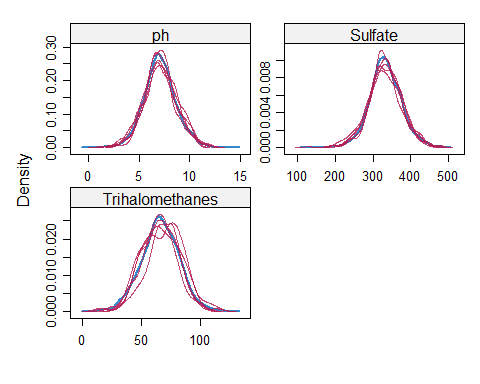 ph
Sulfate
0.00 0.10 0.20 0.30
0.000 0.004 0.008
0 5 10 15
100 200 300 400 500
Density
Trihalomethanes
0.000 0.010 0.020
0 50 100